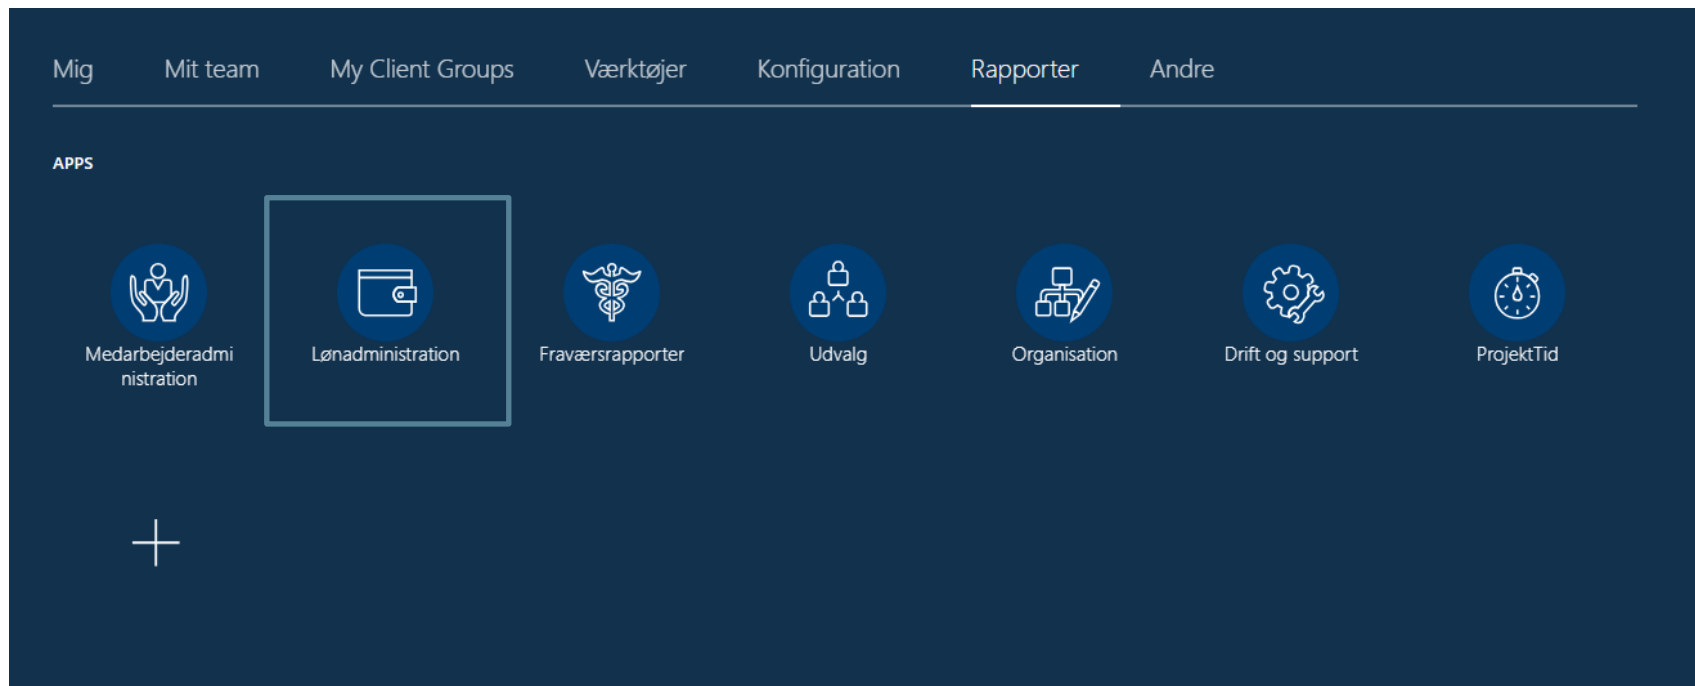 Mig Mit team My Client Groups Værktøjer Konfiguration Rapporter Andre
APPS
Medarbejderadmi
nistration
Lønadministration
Fraværsrapporter
Udvalg
Organisation
Drift og support
ProjektTid